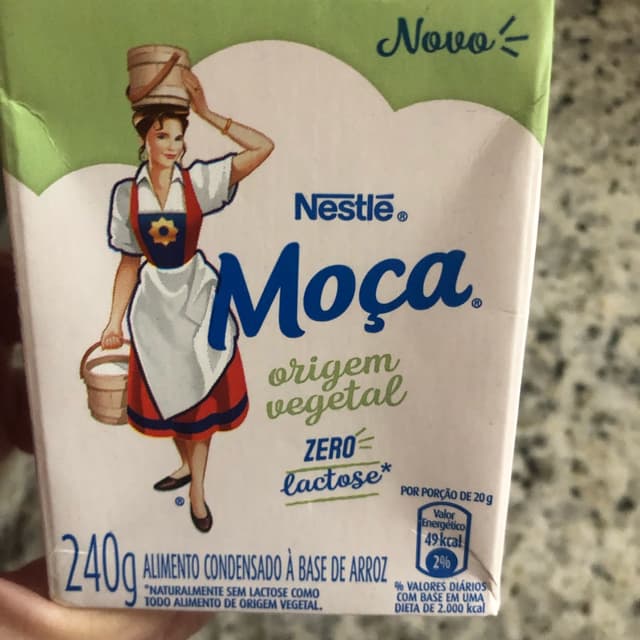 Novo
Nestlé®
Moça®
origem
vegetal
ZERO
lactose*
POR PORÇÃO DE 20 g
Valor
Energético
49 kcal
2%
% VALORES DIÁRIOS
COM BASE EM UMA
DIETA DE 2.000 kcal
240g ALIMENTO CONDENSADO À BASE DE ARROZ
*NATURALMENTE SEM LACTOSE COMO
TODO ALIMENTO DE ORIGEM VEGETAL.
®